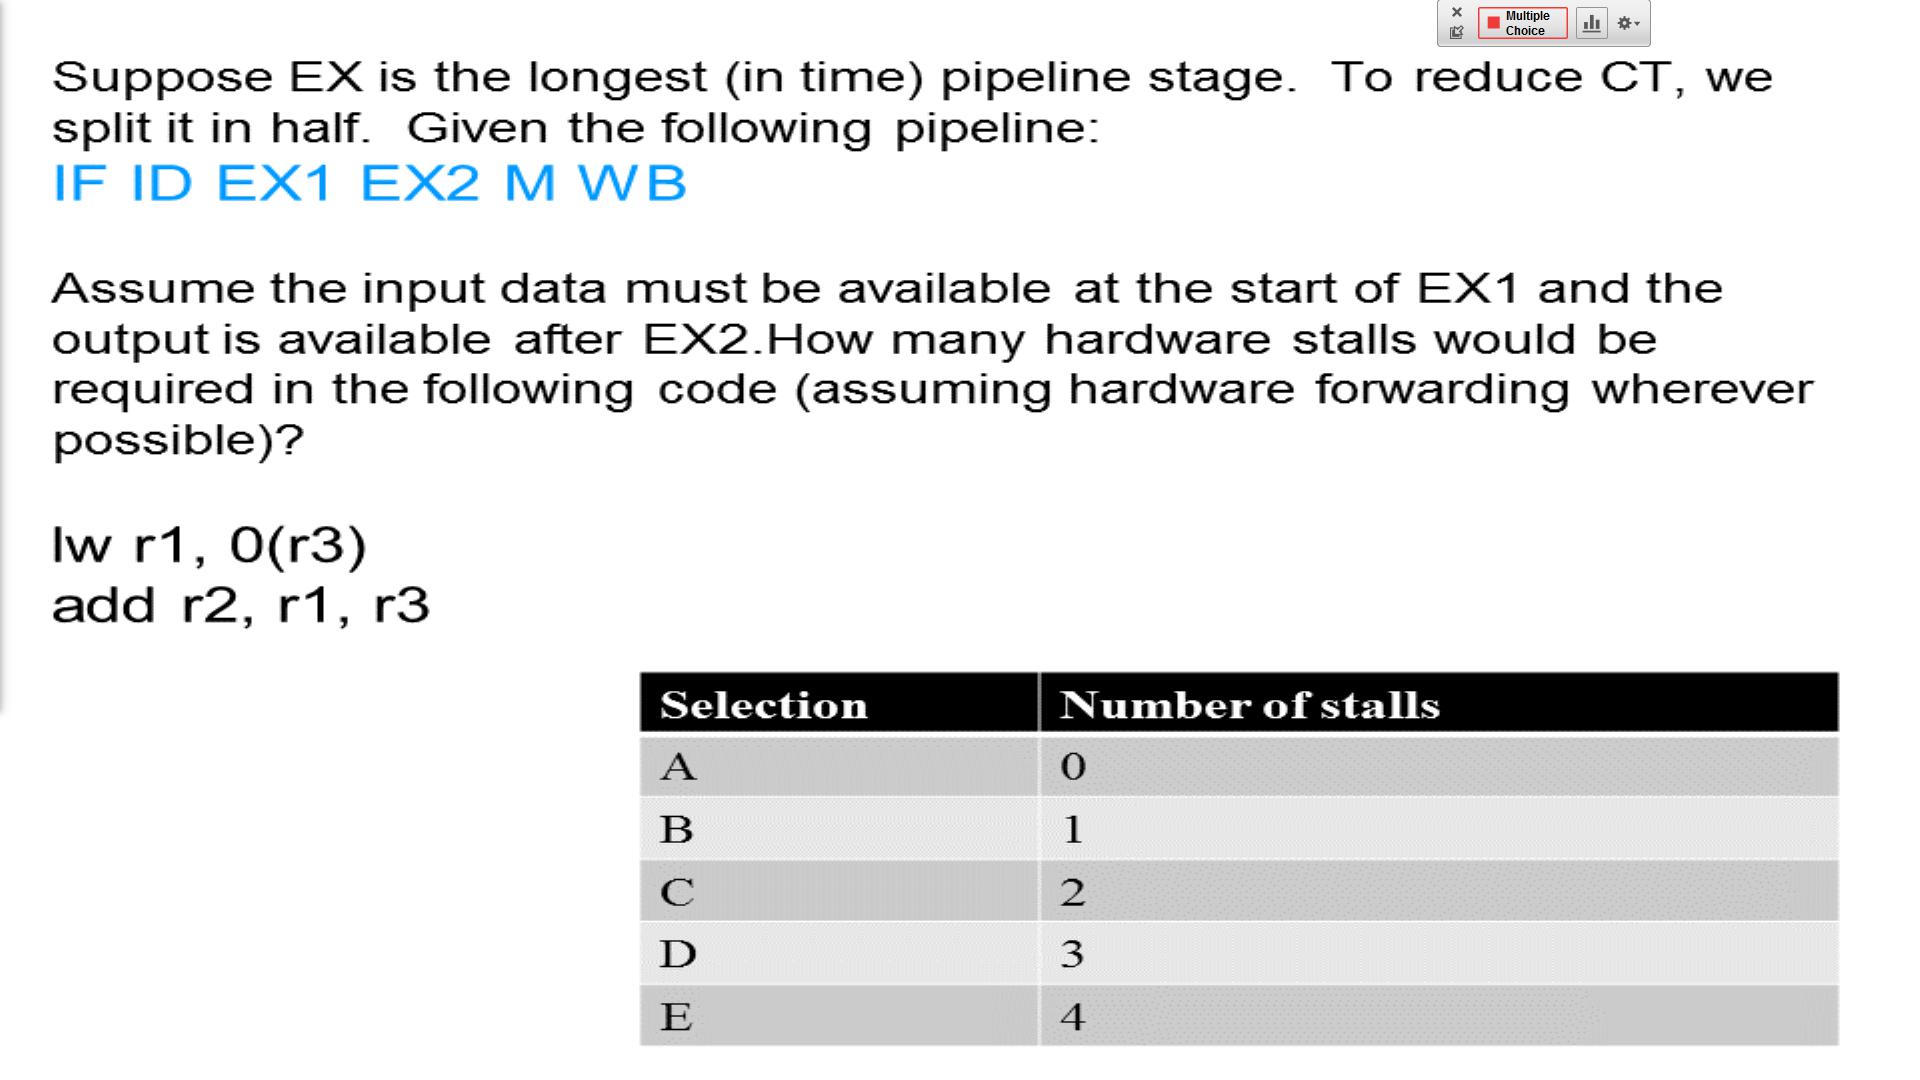 Multiple
Choice
Suppose EX is the longest (in time) pipeline stage. To reduce CT, we
split it in half. Given the following pipeline:
IF ID EX1 EX2 M WB
Assume the input data must be available at the start of EX1 and the
output is available after EX2.How many hardware stalls would be
required in the following code (assuming hardware forwarding wherever
possible)?
lw r1, 0(r3)
add r2, r1, r3
Selection Number of stalls
A 0
B 1
C 2
D 3
E 4